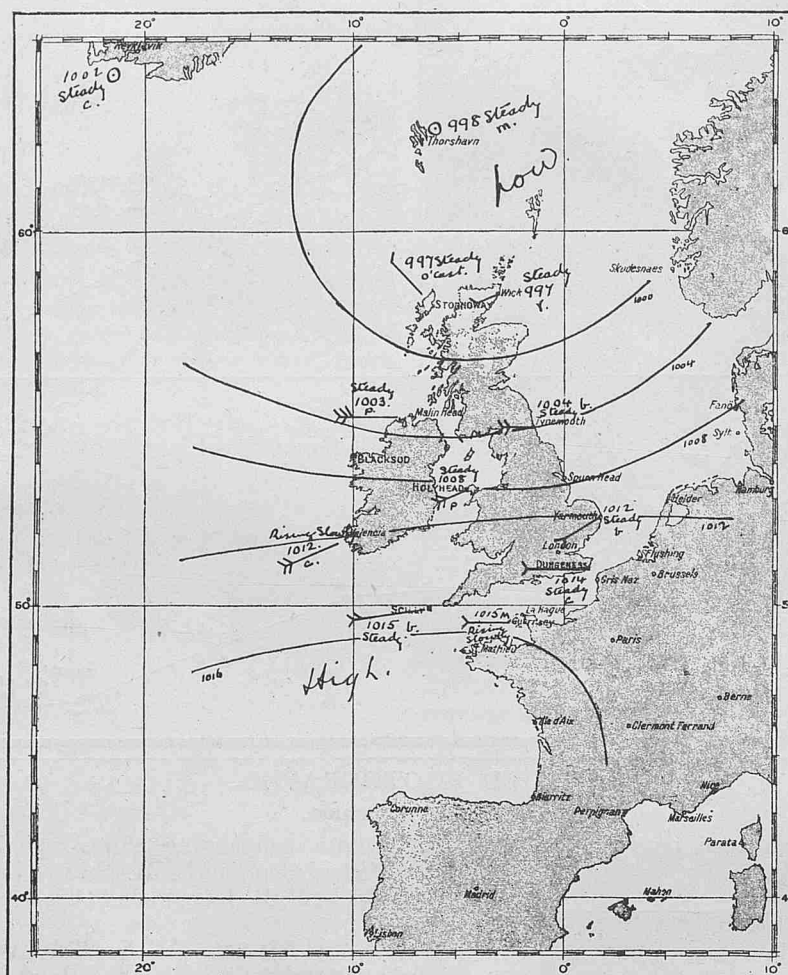 20° 10° 0° 10°
Reykjavik
1002
Steady
c.
998 Steady
m.
Thorshavn
Low
60°
997 Steady
o'cast.
Steady
997
Skudesnaes
STORNOWAY
Wick
1000
1004
Steady
1003.
P.
Malin Head
1004 b.
Steady
Tynemouth
Fanö
Sylt
1008
BLACKSOD
Steady
1008
HOLYHEAD
P
Spurn Head
Hamburg
Helder
Rising Slowly
Valencia
1012.
c.
Yarmouth
1012
Steady
b
1012
London
Flushing
DUNGENESS
Brussels
1014
Steady
c
Gris Nez
50°
SCILLY
1015 b.
Steady
1015 m
Rising
Slowly
La Hague
Guernsey
St Mathieu
Paris
1016
High.
Berne
Ile d'Aix
Clermont Ferrand
Biarritz
Nice
Corunna
Perpignan
Marseilles
Parata
40°
Madrid
Mahon
Lisbon
20° 10° 0° 10°